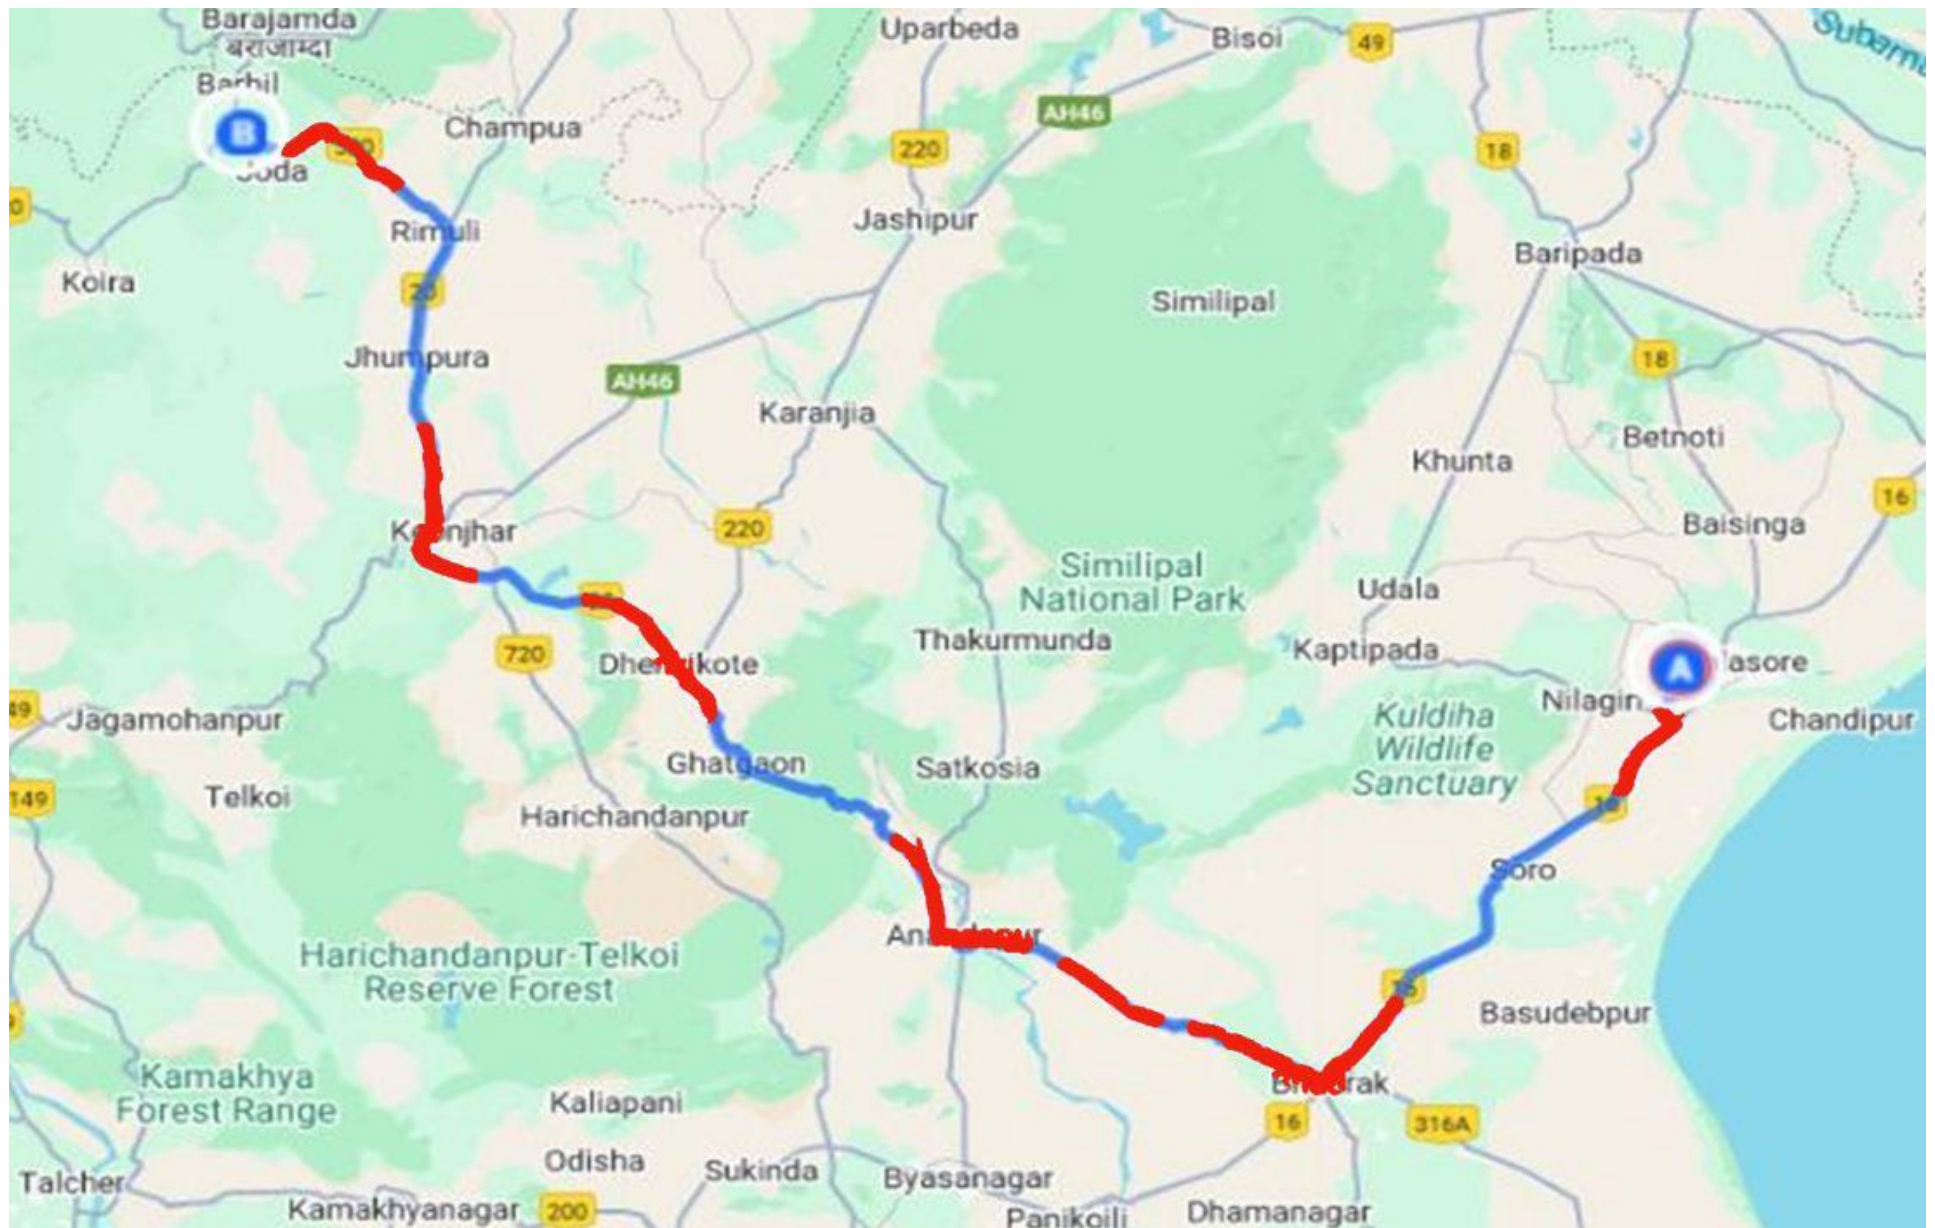 Barajamda
बराजाम्दा
Uparbeda
Bisoi
49
Barbil
AH46
B
Champua
220
18
Joda
Jashipur
Rimuli
Baripada
Koira
Similipal
Jhumpura
18
AH46
Karanjia
Betnoti
Khunta
16
220
Baisinga
Similipal
National Park
Udala
Thakurmunda
Kaptipada
720
A
Nilagiri
Jagamohanpur
Kuldiha
Wildlife
Sanctuary
Chandipur
Ghatgaon
Satkosia
149
Telkoi
Harichandanpur
Soro
Harichandanpur-Telkoi
Reserve Forest
Basudebpur
Kamakhya
Forest Range
Kaliapani
16
316A
Odisha
Sukinda
Byasanagar
Talcher
Kamakhyanagar
200
Panikoili
Dhamanagar